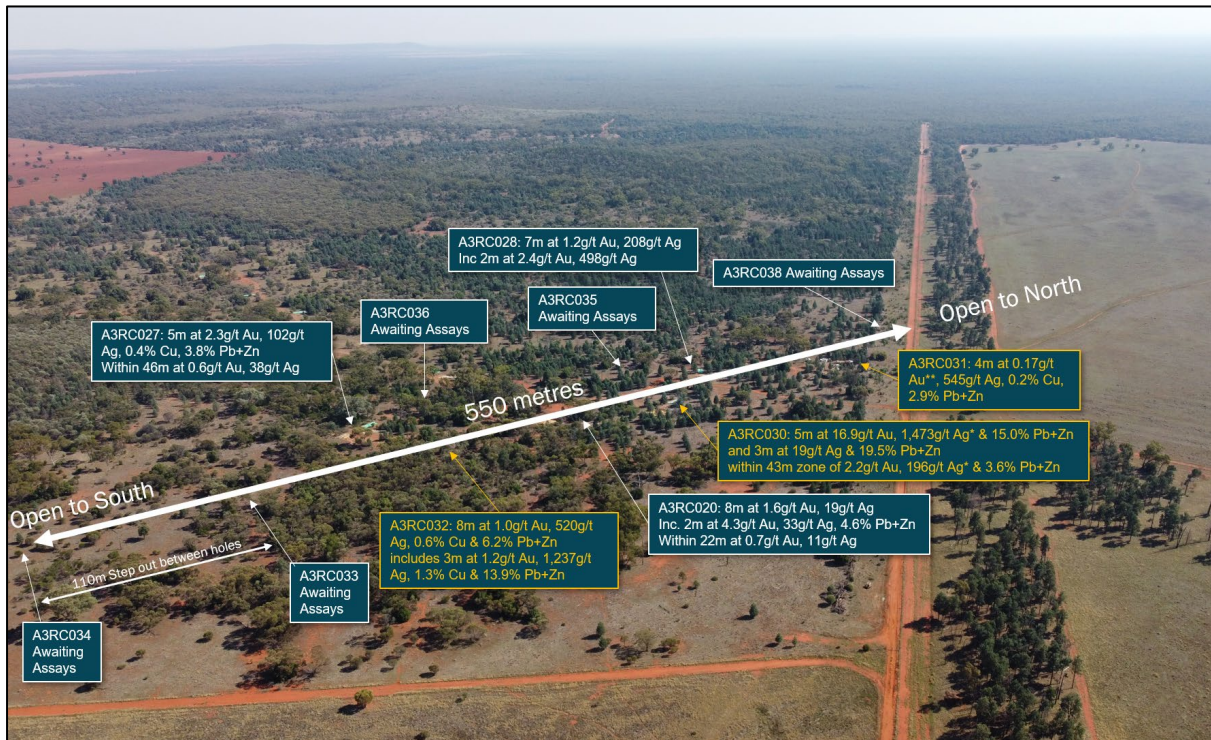 A3RC028: 7m at 1.2g/t Au, 208g/t Ag
Inc 2m at 2.4g/t Au, 498g/t Ag
A3RC038 Awaiting Assays
Open to North
A3RC035
Awaiting Assays
A3RC036
Awaiting Assays
A3RC027: 5m at 2.3g/t Au, 102g/t
Ag, 0.4% Cu, 3.8% Pb+Zn
Within 46m at 0.6g/t Au, 38g/t Ag
A3RC031: 4m at 0.17g/t
Au**, 545g/t Ag, 0.2% Cu,
2.9% Pb+Zn
550 metres
A3RC030: 5m at 16.9g/t Au, 1,473g/t Ag* & 15.0% Pb+Zn
and 3m at 19g/t Ag & 19.5% Pb+Zn
within 43m zone of 2.2g/t Au, 196g/t Ag* & 3.6% Pb+Zn
Open to South
A3RC020: 8m at 1.6g/t Au, 19g/t Ag
Inc. 2m at 4.3g/t Au, 33g/t Ag, 4.6% Pb+Zn
Within 22m at 0.7g/t Au, 11g/t Ag
A3RC032: 8m at 1.0g/t Au, 520g/t
Ag, 0.6% Cu & 6.2% Pb+Zn
includes 3m at 1.2g/t Au, 1,237g/t
Ag, 1.3% Cu & 13.9% Pb+Zn
110m Step out between holes
A3RC033
Awaiting
Assays
A3RC034
Awaiting
Assays